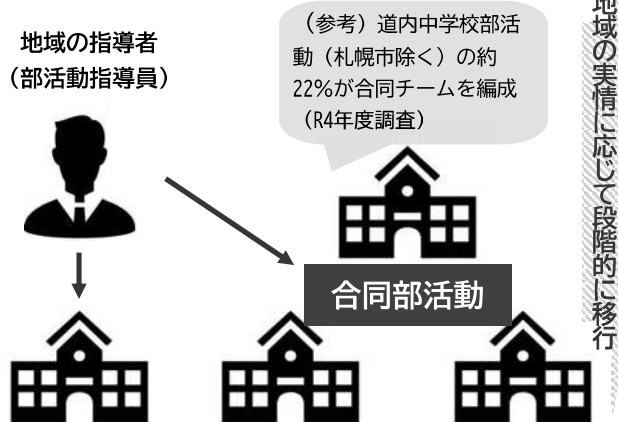 地域の指導者
（部活動指導員）
（参考）道内中学校部活
動（札幌市除く）の約
22%が合同チームを編成
（R4年度調査）
合同部活動
地域の実情に応じて段階的に移行